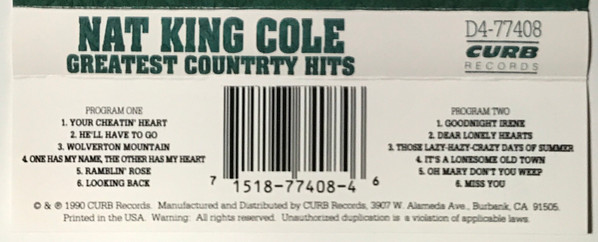 NAT KING COLE
GREATEST COUNTRTY HITS
D4-77408
CURB
RECORDS
PROGRAM ONE
1. YOUR CHEATIN' HEART
2. HE'LL HAVE TO GO
3. WOLVERTON MOUNTAIN
4. ONE HAS MY NAME, THE OTHER HAS MY HEART
5. RAMBLIN' ROSE
6. LOOKING BACK
7 1518-77408-4 6
PROGRAM TWO
1. GOODNIGHT IRENE
2. DEAR LONELY HEARTS
3. THOSE LAZY-HAZY-CRAZY DAYS OF SUMMER
4. IT'S A LONESOME OLD TOWN
5. OH MARY DON'T YOU WEEP
6. MISS YOU
© & ℗ 1990 CURB Records. Manufactured and Distributed by CURB Records, 3907 W. Alameda Ave., Burbank, CA 91505.
Printed in the USA. Warning: All rights reserved. Unauthorized duplication is a violation of applicable laws.